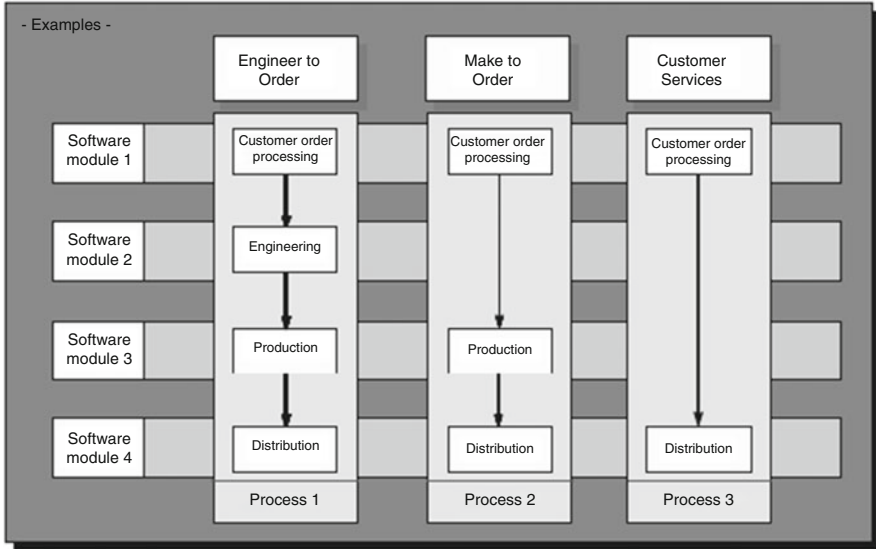 - Examples -
Engineer to
Order
Make to
Order
Customer
Services
Software
module 1
Customer order
processing
Customer order
processing
Customer order
processing
Software
module 2
Engineering
Software
module 3
Production
Production
Software
module 4
Distribution
Distribution
Distribution
Process 1
Process 2
Process 3